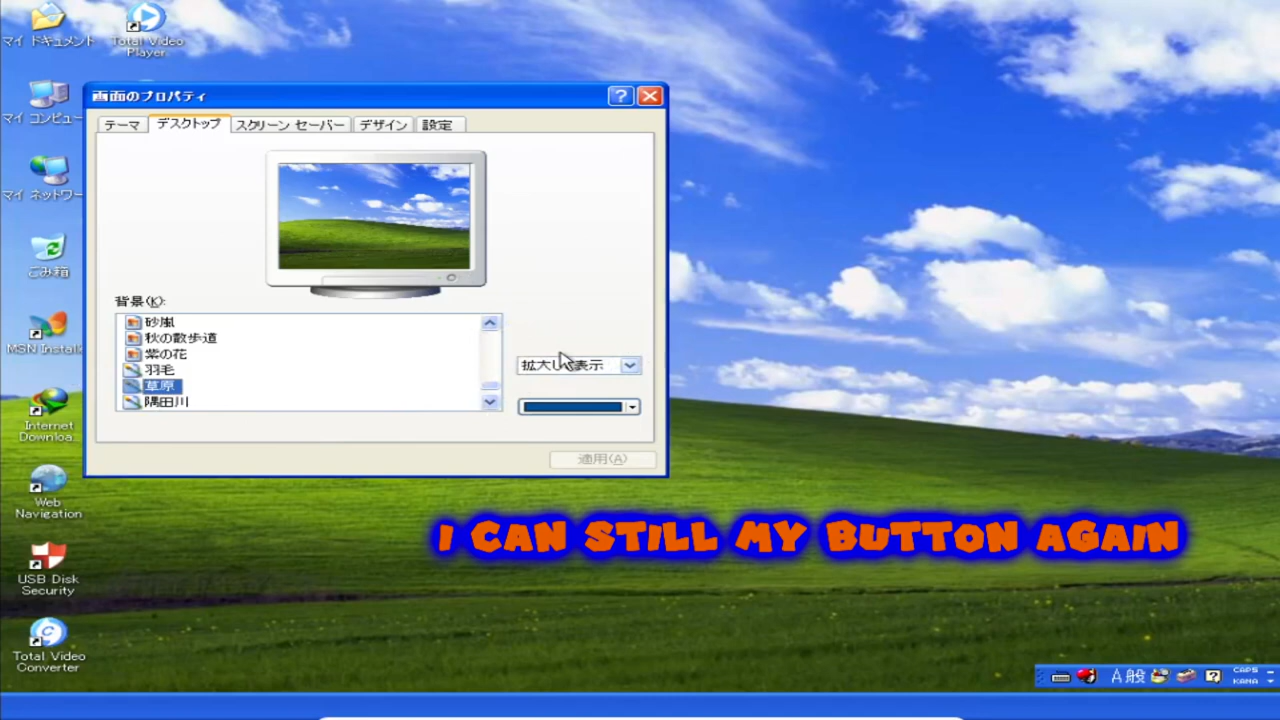 マイ ドキュメント
Total Video
Player
マイ コンピュー
マイ ネットワー
ごみ箱
MSN Install
Internet
Downloa
Web
Navigation
USB Disk
Security
Total Video
Converter
画面のプロパティ
テーマ デスクトップ スクリーン セーバー デザイン 設定
背景(K):
砂嵐
秋の散歩道
紫の花
羽毛
草原
隅田川
拡大して表示
適用(A)
I CAN STILL MY BUTTON AGAIN
A 般
CAPS
KANA